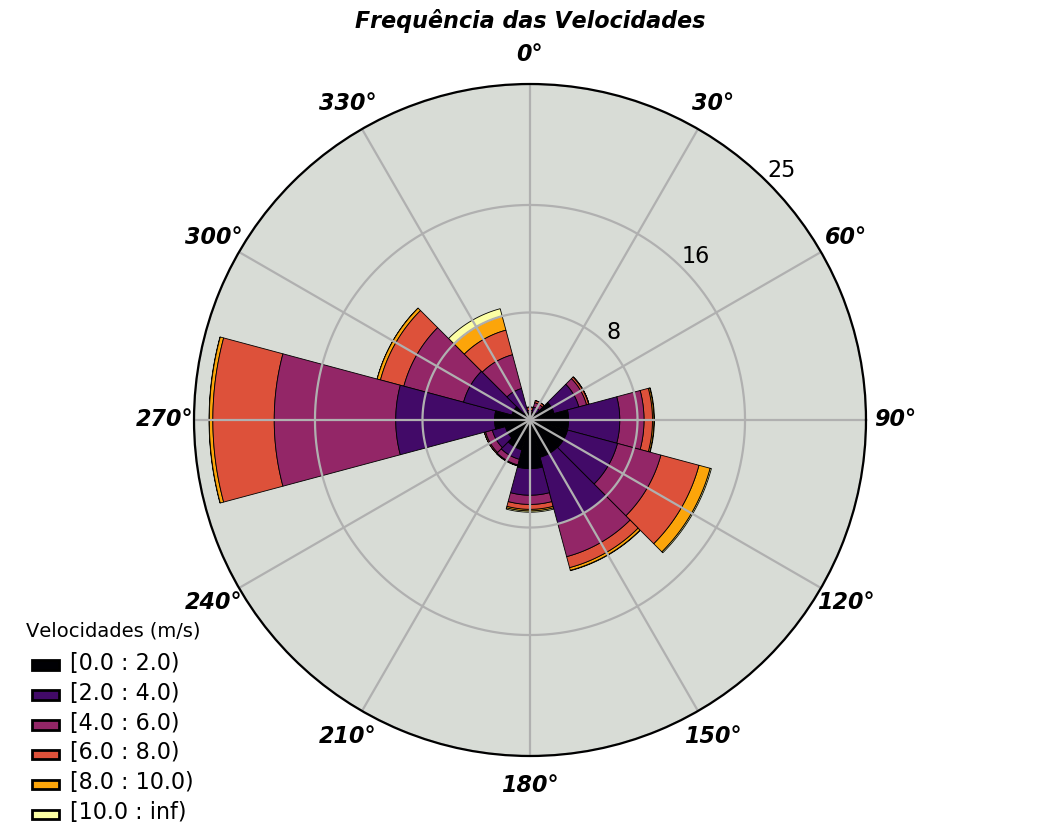 Frequência das Velocidades
0°
330°
30°
25
300°
60°
16
8
270°
90°
240°
120°
210°
150°
180°
Velocidades (m/s)
[0.0 : 2.0)
[2.0 : 4.0)
[4.0 : 6.0)
[6.0 : 8.0)
[8.0 : 10.0)
[10.0 : inf)